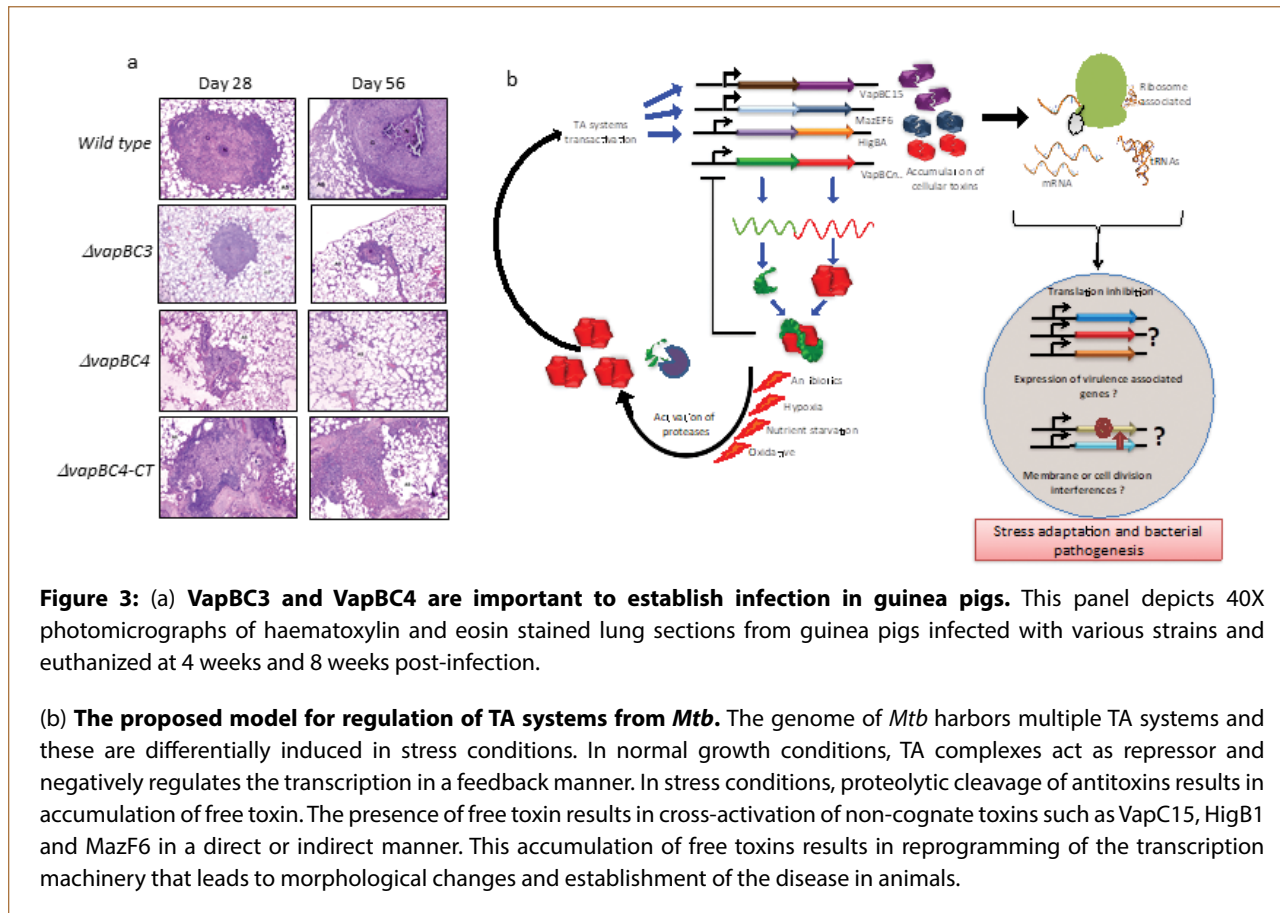 a
Day 28
Day 56
Wild type
ΔvapBC3
ΔvapBC4
ΔvapBC4-CT
b
TA systems
transactivation
VapBC15
MazEF6
HigBA
VapBCn..
Accumulation of
cellular toxins
Ribosome
associated
tRNAs
mRNA
Antibiotics
Hypoxia
Nutrient starvation
Oxidative
Activation of
proteases
Translation inhibition
?
Expression of virulence associated
genes ?
?
Membrane or cell division
interferences ?
Stress adaptation and bacterial
pathogenesis
Figure 3: (a) VapBC3 and VapBC4 are important to establish infection in guinea pigs. This panel depicts 40X
photomicrographs of haematoxylin and eosin stained lung sections from guinea pigs infected with various strains and
euthanized at 4 weeks and 8 weeks post-infection.
(b) The proposed model for regulation of TA systems from Mtb. The genome of Mtb harbors multiple TA systems and
these are differentially induced in stress conditions. In normal growth conditions, TA complexes act as repressor and
negatively regulates the transcription in a feedback manner. In stress conditions, proteolytic cleavage of antitoxins results in
accumulation of free toxin. The presence of free toxin results in cross-activation of non-cognate toxins such as VapC15, HigB1
and MazF6 in a direct or indirect manner. This accumulation of free toxins results in reprogramming of the transcription
machinery that leads to morphological changes and establishment of the disease in animals.